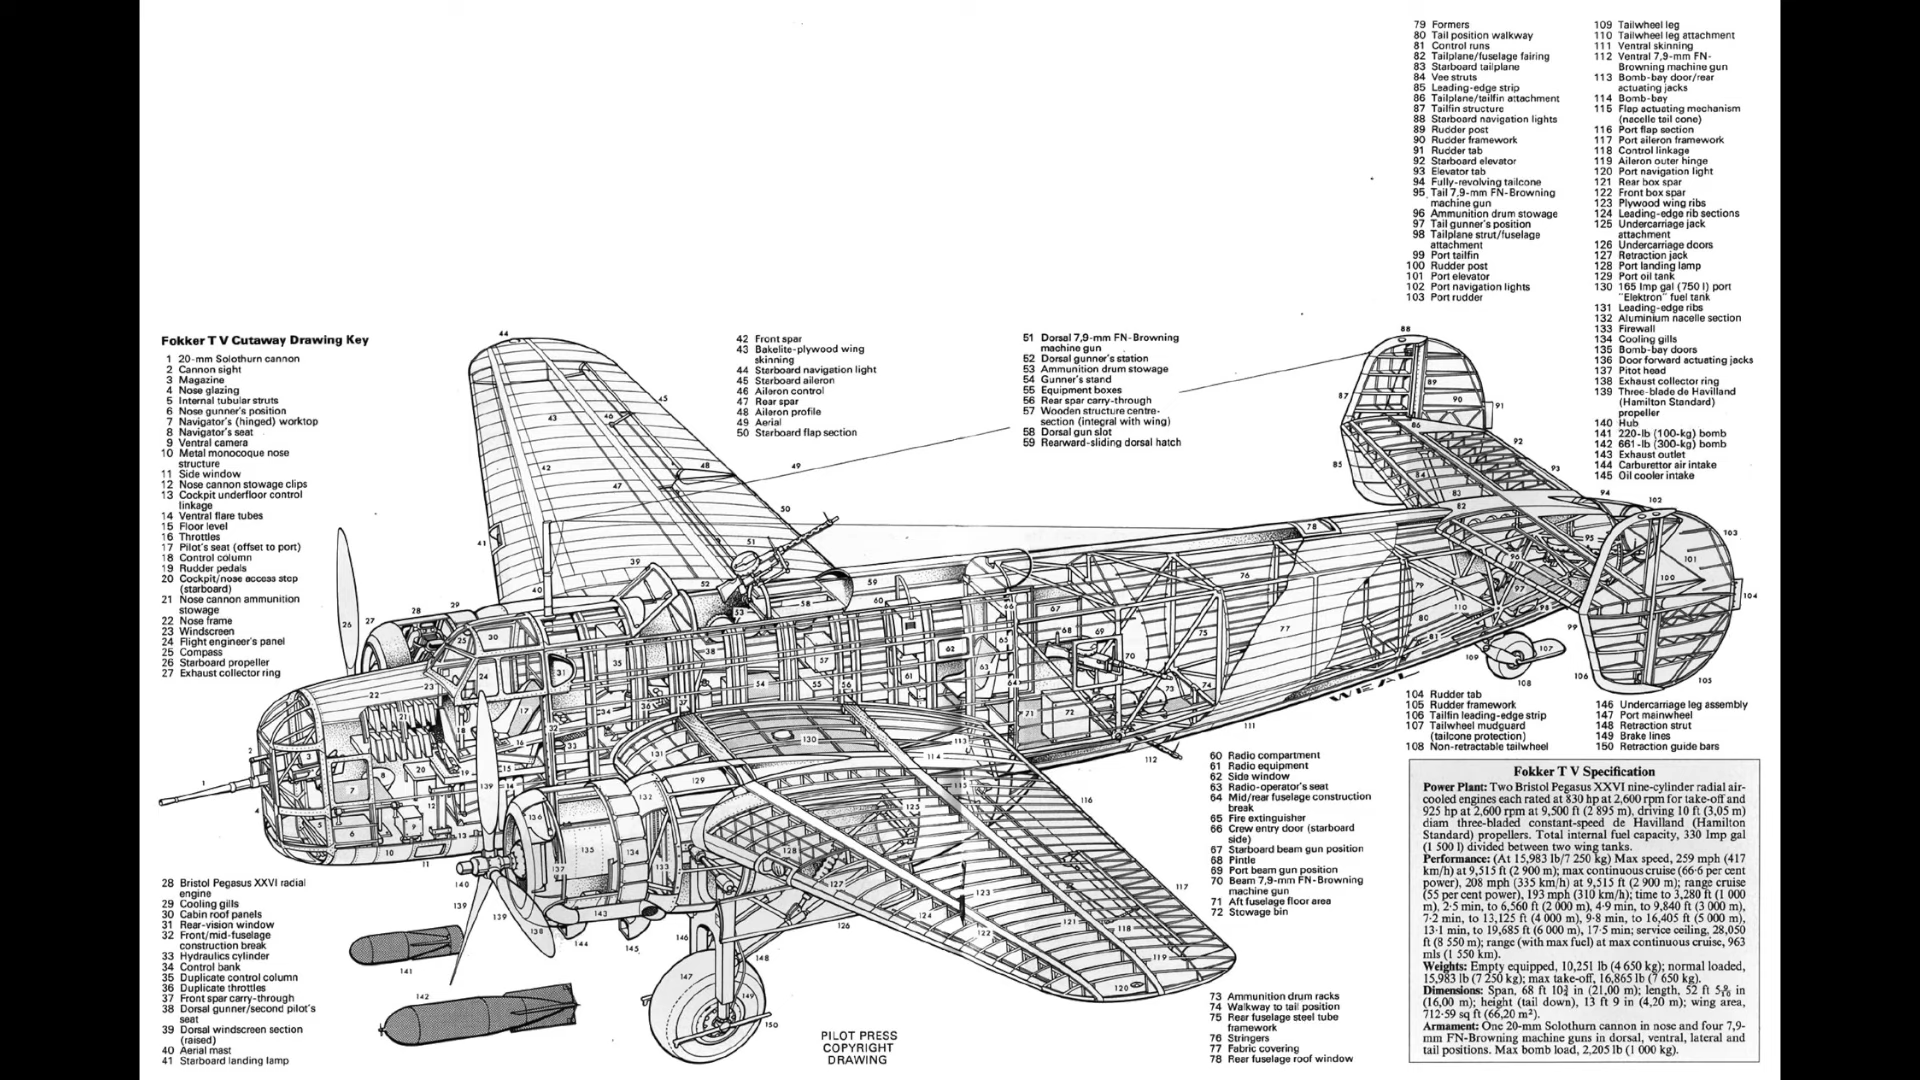 Fokker T V Cutaway Drawing Key
1 20-mm Solothurn cannon
2 Cannon sight
3 Magazine
4 Nose glazing
5 Internal tubular struts
6 Nose gunner's position
7 Navigator's (hinged) worktop
8 Navigator's seat
9 Ventral camera
10 Metal monocoque nose
structure
11 Side window
12 Nose cannon stowage clips
13 Cockpit underfloor control
linkage
14 Ventral flare tubes
15 Floor level
16 Throttles
17 Pilot's seat (offset to port)
18 Control column
19 Rudder pedals
20 Cockpit/nose access step
(starboard)
21 Nose cannon ammunition
stowage
22 Nose frame
23 Windscreen
24 Flight engineer's panel
25 Compass
26 Starboard propeller
27 Exhaust collector ring
28 Bristol Pegasus XXVI radial
engine
29 Cooling gills
30 Cabin roof panels
31 Rear-vision window
32 Front/mid-fuselage
construction break
33 Hydraulics cylinder
34 Control bank
35 Duplicate control column
36 Duplicate throttles
37 Front spar carry-through
38 Dorsal gunner/second pilot's
seat
39 Dorsal windscreen section
(raised)
40 Aerial mast
41 Starboard landing lamp
42 Front spar
43 Bakelite-plywood wing
skinning
44 Starboard navigation light
45 Starboard aileron
46 Aileron control
47 Rear spar
48 Aileron profile
49 Aerial
50 Starboard flap section
51 Dorsal 7,9-mm FN-Browning
machine gun
52 Dorsal gunner's station
53 Ammunition drum stowage
54 Gunner's stand
55 Equipment boxes
56 Rear spar carry-through
57 Wooden structure centre-
section (integral with wing)
58 Dorsal gun slot
59 Rearward-sliding dorsal hatch
60 Radio compartment
61 Radio equipment
62 Side window
63 Radio-operator's seat
64 Mid/rear fuselage construction
break
65 Fire extinguisher
66 Crew entry door (starboard
side)
67 Starboard beam gun position
68 Pintle
69 Port beam gun position
70 Beam 7,9-mm FN-Browning
machine gun
71 Aft fuselage floor area
72 Stowage bin
73 Ammunition drum racks
74 Walkway to tail position
75 Rear fuselage steel tube
framework
76 Stringers
77 Fabric covering
78 Rear fuselage roof window
79 Formers
80 Tail position walkway
81 Control runs
82 Tailplane/fuselage fairing
83 Starboard tailplane
84 Vee struts
85 Leading-edge strip
86 Tailplane/tailfin attachment
87 Tailfin structure
88 Starboard navigation lights
89 Rudder post
90 Rudder framework
91 Rudder tab
92 Starboard elevator
93 Elevator tab
94 Fully-revolving tailcone
95 Tail 7,9-mm FN-Browning
machine gun
96 Ammunition drum stowage
97 Tail gunner's position
98 Tailplane strut/fuselage
attachment
99 Port tailfin
100 Rudder post
101 Port elevator
102 Port navigation lights
103 Port rudder
104 Rudder tab
105 Rudder framework
106 Tailfin leading-edge strip
107 Tailwheel mudguard
(tailcone protection)
108 Non-retractable tailwheel
109 Tailwheel leg
110 Tailwheel leg attachment
111 Ventral skinning
112 Ventral 7,9-mm FN-
Browning machine gun
113 Bomb-bay door/rear
actuating jacks
114 Bomb-bay
115 Flap actuating mechanism
(nacelle tail cone)
116 Port flap section
117 Port aileron framework
118 Control linkage
119 Aileron outer hinge
120 Port navigation light
121 Rear box spar
122 Front box spar
123 Plywood wing ribs
124 Leading-edge rib sections
125 Undercarriage jack
attachment
126 Undercarriage doors
127 Retraction jack
128 Port landing lamp
129 Port oil tank
130 165 Imp gal (750 l) port
"Elektron" fuel tank
131 Leading-edge ribs
132 Aluminium nacelle section
133 Firewall
134 Cooling gills
135 Bomb-bay doors
136 Door forward actuating jacks
137 Pitot head
138 Exhaust collector ring
139 Three-blade de Havilland
(Hamilton Standard)
propeller
140 Hub
141 220-lb (100-kg) bomb
142 661-lb (300-kg) bomb
143 Exhaust outlet
144 Carburettor air intake
145 Oil cooler intake
146 Undercarriage leg assembly
147 Port mainwheel
148 Retraction strut
149 Brake lines
150 Retraction guide bars
Fokker T V Specification
Power Plant: Two Bristol Pegasus XXVI nine-cylinder radial air-
cooled engines each rated at 830 hp at 2,600 rpm for take-off and
925 hp at 2,600 rpm at 9,500 ft (2 895 m), driving 10 ft (3,05 m)
diam three-bladed constant-speed de Havilland (Hamilton
Standard) propellers. Total internal fuel capacity, 330 Imp gal
(1 500 l) divided between two wing tanks.
Performance: (At 15,983 lb/7 250 kg) Max speed, 259 mph (417
km/h) at 9,515 ft (2 900 m); max continuous cruise (66·6 per cent
power), 208 mph (335 km/h) at 9,515 ft (2 900 m); range cruise
(55 per cent power), 193 mph (310 km/h); time to 3,280 ft (1 000
m), 2·5 min, to 6,560 ft (2 000 m), 4·9 min, to 9,840 ft (3 000 m),
7·2 min, to 13,125 ft (4 000 m), 9·8 min, to 16,405 ft (5 000 m),
13·1 min, to 19,685 ft (6 000 m), 17·5 min; service ceiling, 28,050
ft (8 550 m); range (with max fuel) at max continuous cruise, 963
mls (1 550 km).
Weights: Empty equipped, 10,251 lb (4 650 kg); normal loaded,
15,983 lb (7 250 kg); max take-off, 16,865 lb (7 650 kg).
Dimensions: Span, 68 ft 10¾ in (21,00 m); length, 52 ft in
(16,00 m); height (tail down), 13 ft 9 in (4,20 m); wing area,
712·59 sq ft (66,20 m²).
Armament: One 20-mm Solothurn cannon in nose and four 7,9-
mm FN-Browning machine guns in dorsal, ventral, lateral and
tail positions. Max bomb load, 2,205 lb (1 000 kg).
PILOT PRESS
COPYRIGHT
DRAWING